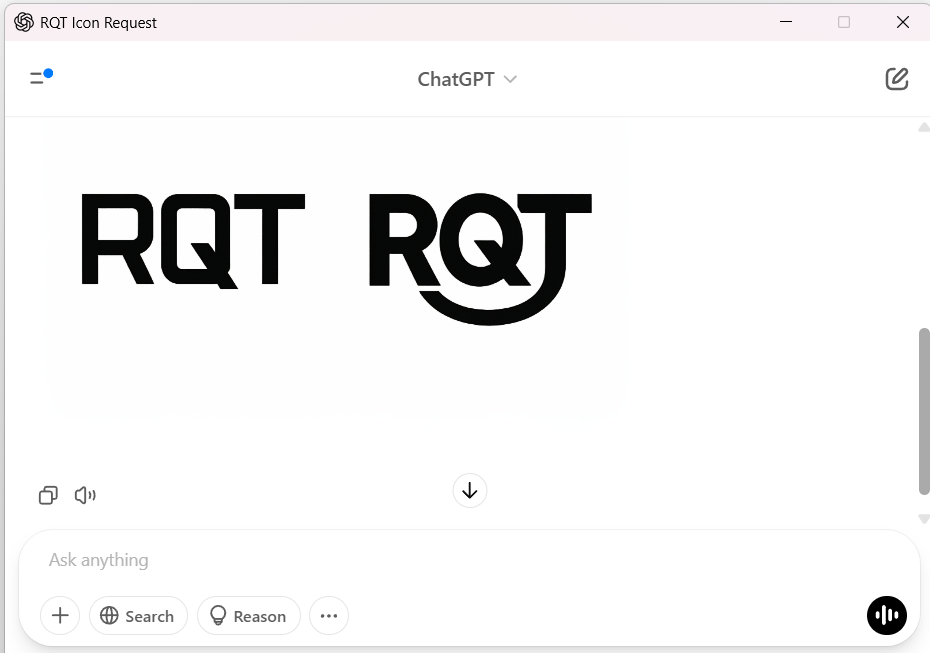 RQT Icon Request
ChatGPT
RQT RQT
Ask anything
Search Reason